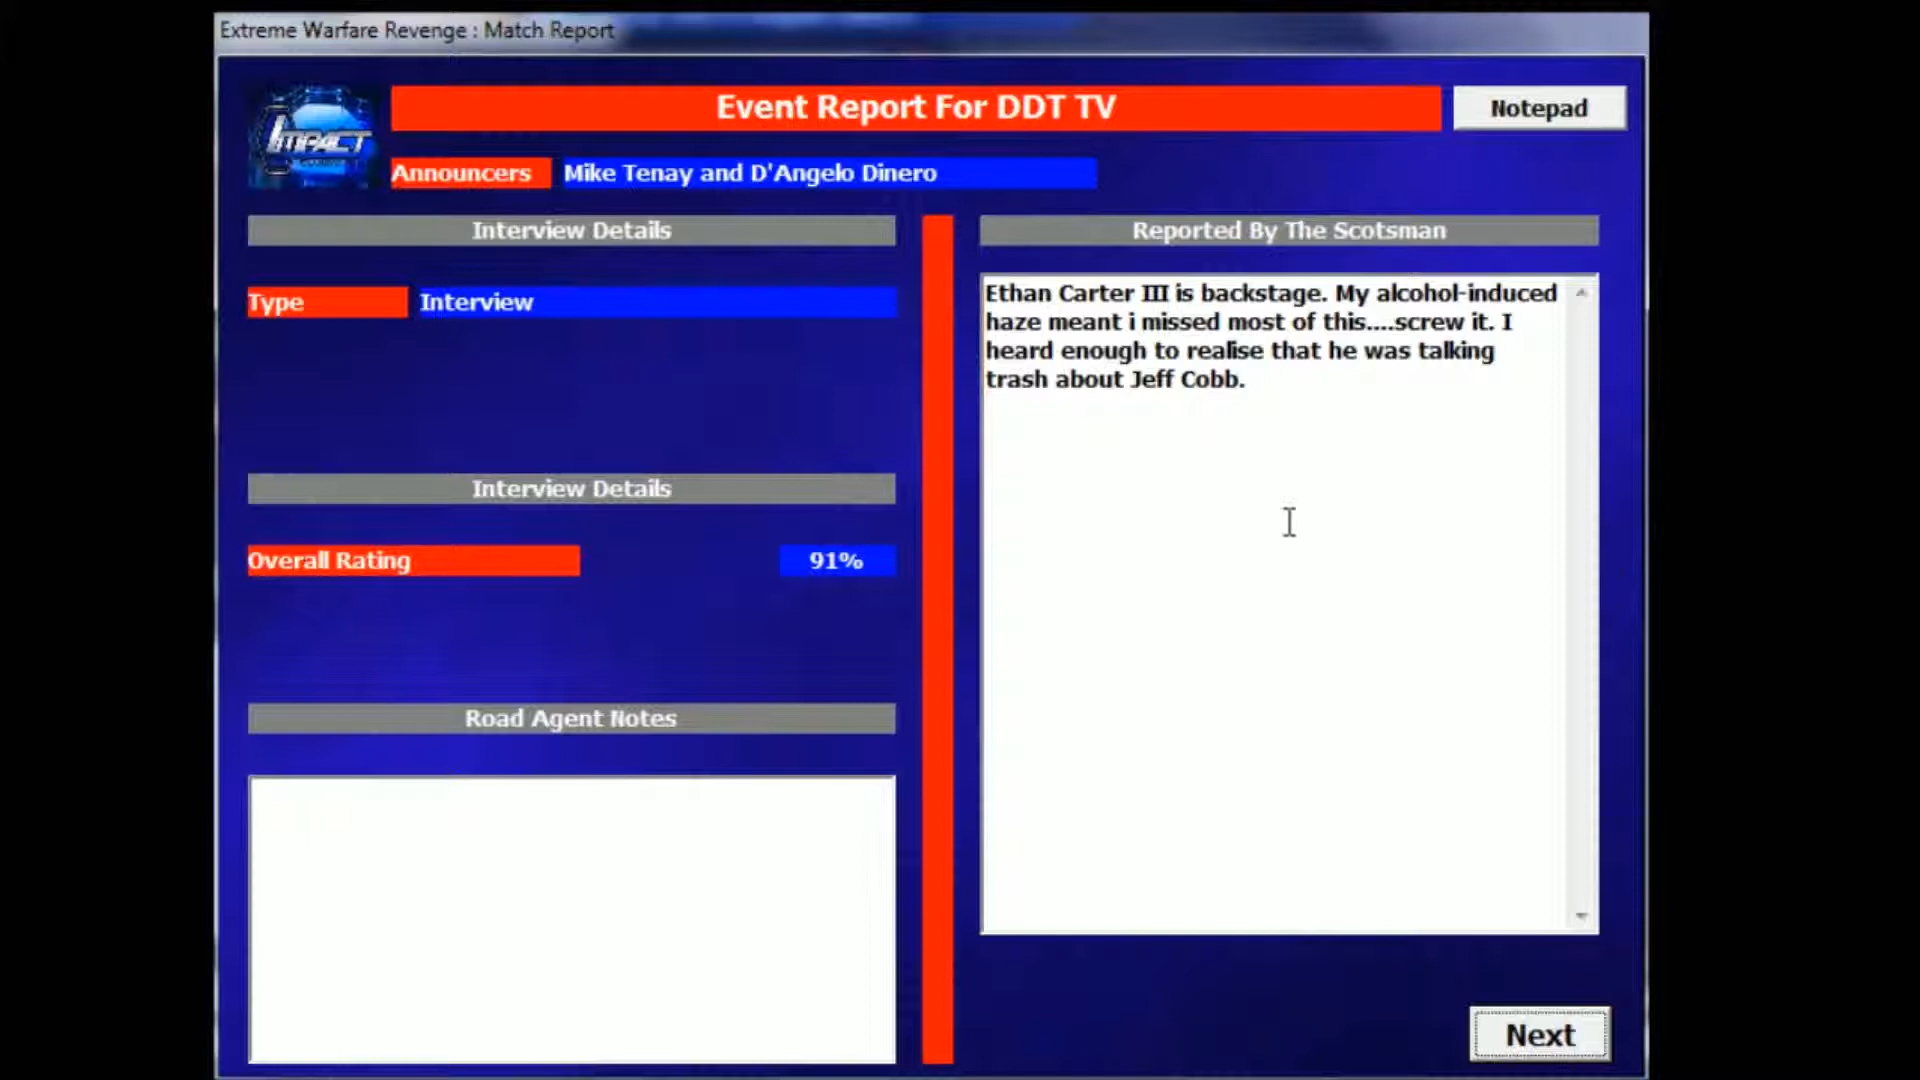 Extreme Warfare Revenge : Match Report
IMPACT
Event Report For DDT TV
Notepad
Announcers
Mike Tenay and D'Angelo Dinero
Interview Details
Type
Interview
Interview Details
Overall Rating
91%
Road Agent Notes
Reported By The Scotsman
Ethan Carter III is backstage. My alcohol-induced
haze meant i missed most of this....screw it. I
heard enough to realise that he was talking
trash about Jeff Cobb.
Next